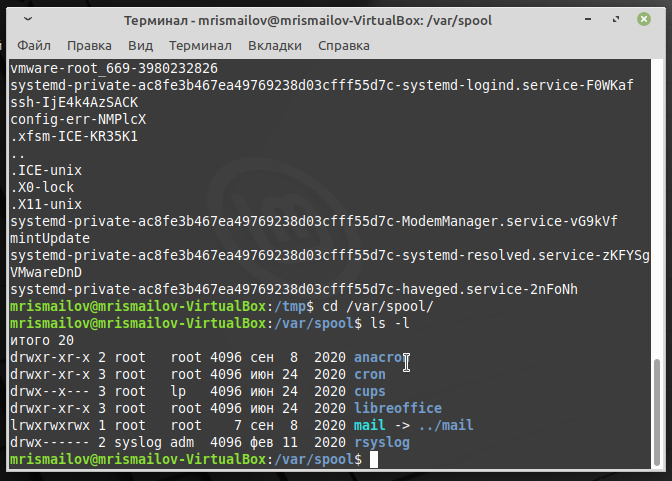 Терминал - mrismailov@mrismailov-VirtualBox: /var/spool
Файл Правка Вид Терминал Вкладки Справка
vmware-root_669-3980232826
systemd-private-ac8fe3b467ea49769238d03cfff55d7c-systemd-logind.service-F0WKaf
ssh-IjE4k4AzSACK
config-err-NMPlcX
.xfsm-ICE-KR35K1
..
.ICE-unix
.X0-lock
.X11-unix
systemd-private-ac8fe3b467ea49769238d03cfff55d7c-ModemManager.service-vG9kVf
mintUpdate
systemd-private-ac8fe3b467ea49769238d03cfff55d7c-systemd-resolved.service-zKFYSg
VMwareDnD
systemd-private-ac8fe3b467ea49769238d03cfff55d7c-haveged.service-2nFoNh
mrismailov@mrismailov-VirtualBox:/tmp$ cd /var/spool/
mrismailov@mrismailov-VirtualBox:/var/spool$ ls -l
итого 20
drwxr-xr-x 2 root   root 4096 сен  8  2020 anacron
drwxr-xr-x 3 root   root 4096 июн 24  2020 cron
drwx--x--- 3 root   lp   4096 июн 24  2020 cups
drwxr-xr-x 3 root   root 4096 июн 24  2020 libreoffice
lrwxrwxrwx 1 root   root    7 сен  8  2020 mail -> ../mail
drwx------ 2 syslog adm  4096 фев 11  2020 rsyslog
mrismailov@mrismailov-VirtualBox:/var/spool$